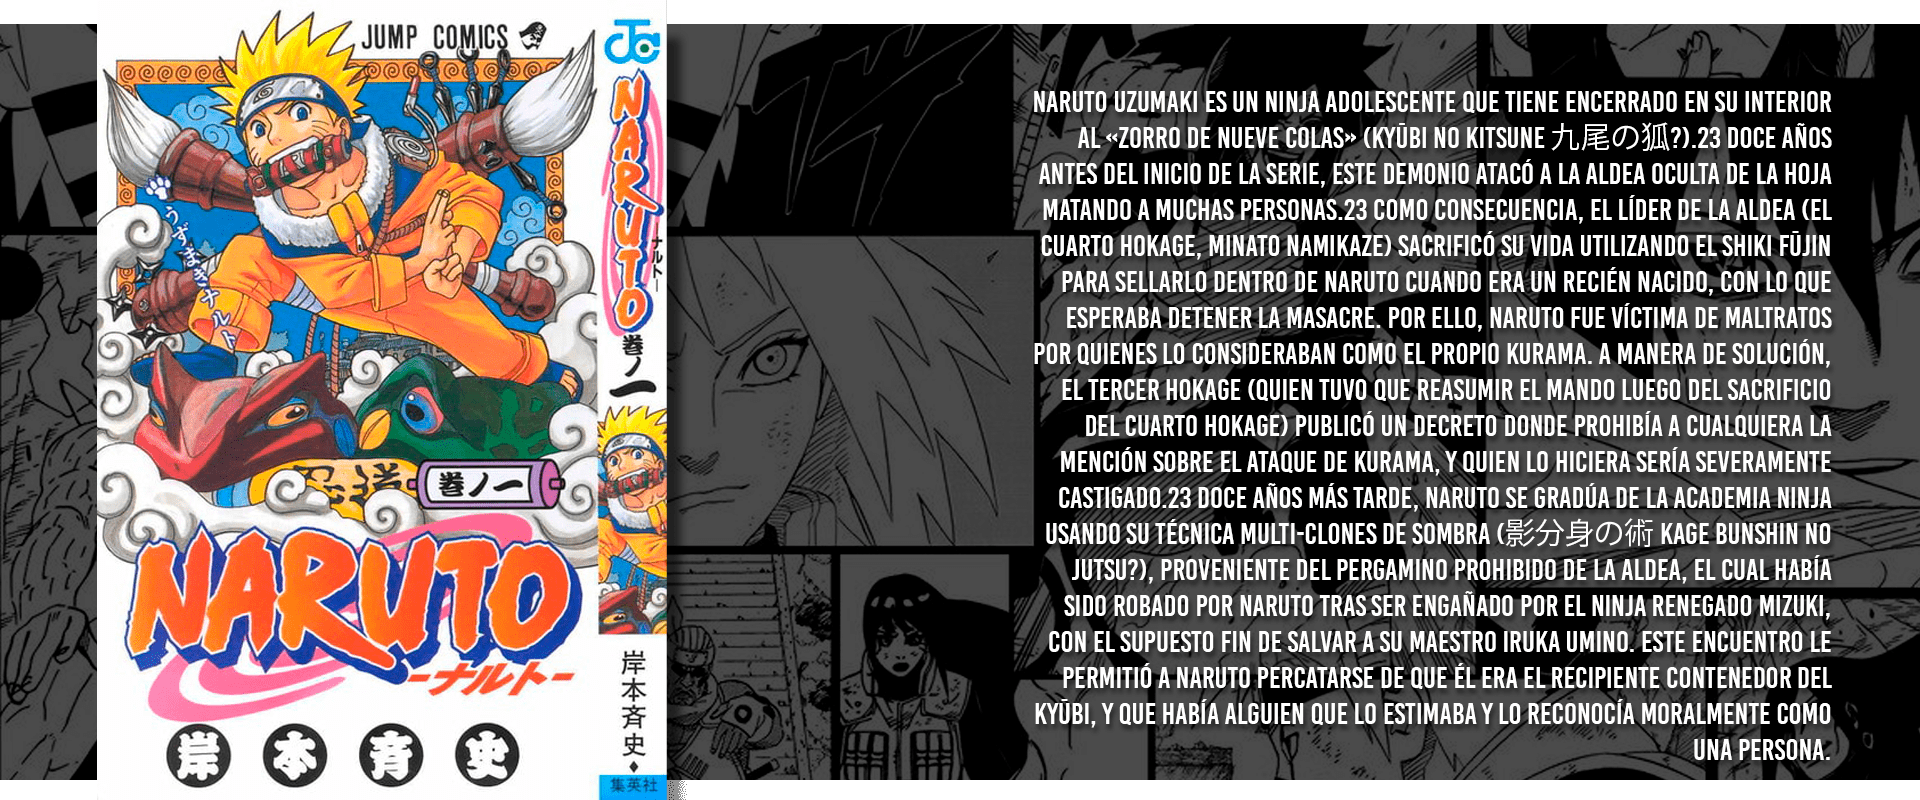 JUMP COMICS
うずまきナルト
忍道
巻ノ一
NARUTO
-ナルト-
岸本斉史
JC
NARUTO
ナルト
巻ノ一
岸本斉史
集英社
NARUTO UZUMAKI ES UN NINJA ADOLESCENTE QUE TIENE ENCERRADO EN SU INTERIOR
AL «ZORRO DE NUEVE COLAS» (KYŪBI NO KITSUNE 九尾の狐?).23 DOCE AÑOS
ANTES DEL INICIO DE LA SERIE, ESTE DEMONIO ATACÓ A LA ALDEA OCULTA DE LA HOJA
MATANDO A MUCHAS PERSONAS.23 COMO CONSECUENCIA, EL LÍDER DE LA ALDEA (EL
CUARTO HOKAGE, MINATO NAMIKAZE) SACRIFICÓ SU VIDA UTILIZANDO EL SHIKI FŪJIN
PARA SELLARLO DENTRO DE NARUTO CUANDO ERA UN RECIÉN NACIDO, CON LO QUE
ESPERABA DETENER LA MASACRE. POR ELLO, NARUTO FUE VÍCTIMA DE MALTRATOS
POR QUIENES LO CONSIDERABAN COMO EL PROPIO KURAMA. A MANERA DE SOLUCIÓN,
EL TERCER HOKAGE (QUIEN TUVO QUE REASUMIR EL MANDO LUEGO DEL SACRIFICIO
DEL CUARTO HOKAGE) PUBLICÓ UN DECRETO DONDE PROHIBÍA A CUALQUIERA LA
MENCIÓN SOBRE EL ATAQUE DE KURAMA, Y QUIEN LO HICIERA SERÍA SEVERAMENTE
CASTIGADO.23 DOCE AÑOS MÁS TARDE, NARUTO SE GRADÚA DE LA ACADEMIA NINJA
USANDO SU TÉCNICA MULTI-CLONES DE SOMBRA (影分身の術 KAGE BUNSHIN NO
JUTSU?), PROVENIENTE DEL PERGAMINO PROHIBIDO DE LA ALDEA, EL CUAL HABÍA
SIDO ROBADO POR NARUTO TRAS SER ENGAÑADO POR EL NINJA RENEGADO MIZUKI,
CON EL SUPUESTO FIN DE SALVAR A SU MAESTRO IRUKA UMINO. ESTE ENCUENTRO LE
PERMITIÓ A NARUTO PERCATARSE DE QUE ÉL ERA EL RECIPIENTE CONTENEDOR DEL
KYŪBI, Y QUE HABÍA ALGUIEN QUE LO ESTIMABA Y LO RECONOCÍA MORALMENTE COMO
UNA PERSONA.